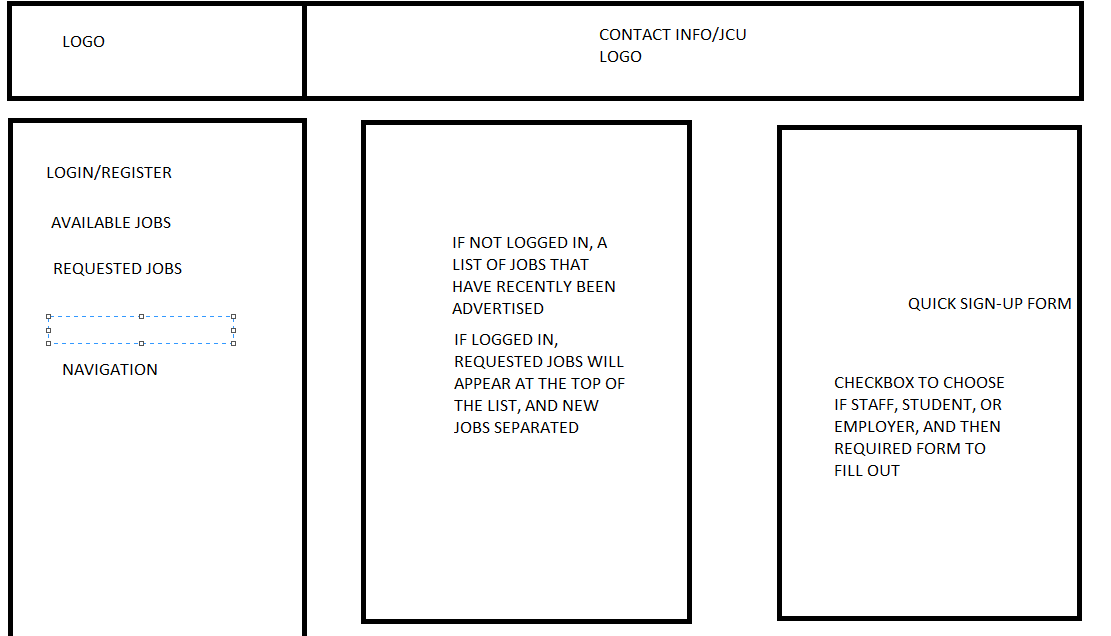 LOGO
CONTACT INFO/JCU
LOGO
LOGIN/REGISTER
AVAILABLE JOBS
REQUESTED JOBS
NAVIGATION
IF NOT LOGGED IN, A
LIST OF JOBS THAT
HAVE RECENTLY BEEN
ADVERTISED
IF LOGGED IN,
REQUESTED JOBS WILL
APPEAR AT THE TOP OF
THE LIST, AND NEW
JOBS SEPARATED
QUICK SIGN-UP FORM
CHECKBOX TO CHOOSE
IF STAFF, STUDENT, OR
EMPLOYER, AND THEN
REQUIRED FORM TO
FILL OUT